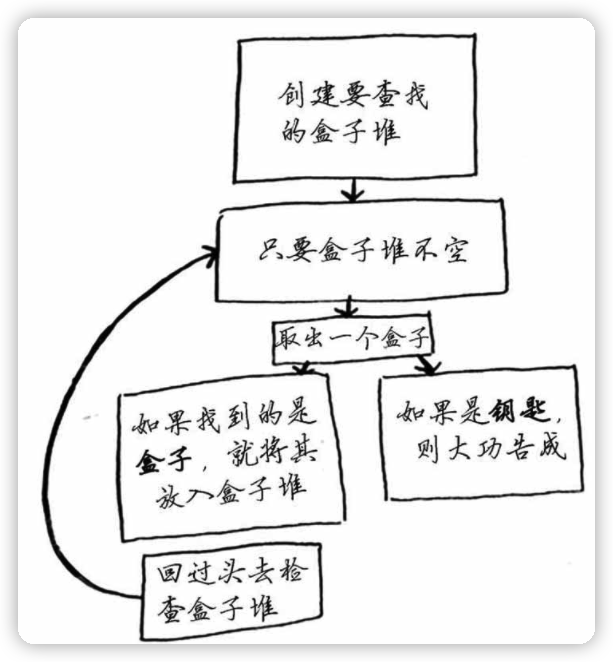 创建要查找
的盒子堆
只要盒子堆不空
取出一个盒子
如果找到的是
盒子，就将其
放入盒子堆
如果是钥匙，
则大功告成
回过头去检
查盒子堆